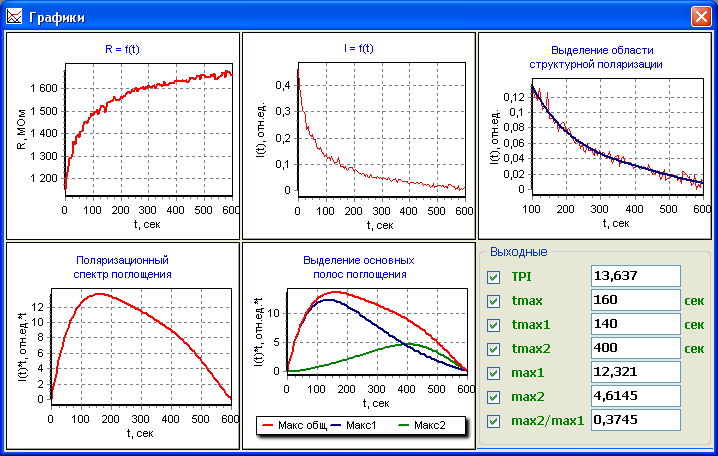 Графики
R = f(t)
R, МОм
1 600
1 500
1 400
1 300
1 200
0 100 200 300 400 500 600
t, сек
I = f(t)
I(t), отн.ед.
0,4
0,3
0,2
0,1
0
0 100 200 300 400 500 600
t, сек
Выделение области
структурной поляризации
I(t), отн.ед.
0,12
0,1
0,08
0,06
0,04
0,02
0
100 200 300 400 500 600
t, сек
Поляризационный
спектр поглощения
I(t)*t, отн.ед.*t
12
10
8
6
4
2
0
0 100 200 300 400 500 600
t, сек
Выделение основных
полос поглощения
I(t)*t, отн.ед.*t
12
10
8
6
4
2
0
0 100 200 300 400 500 600
t, сек
Макс общ Макс1 Макс2
Выходные
TPI 13,637
tmax 160 сек
tmax1 140 сек
tmax2 400 сек
max1 12,321
max2 4,6145
max2/max1 0,3745